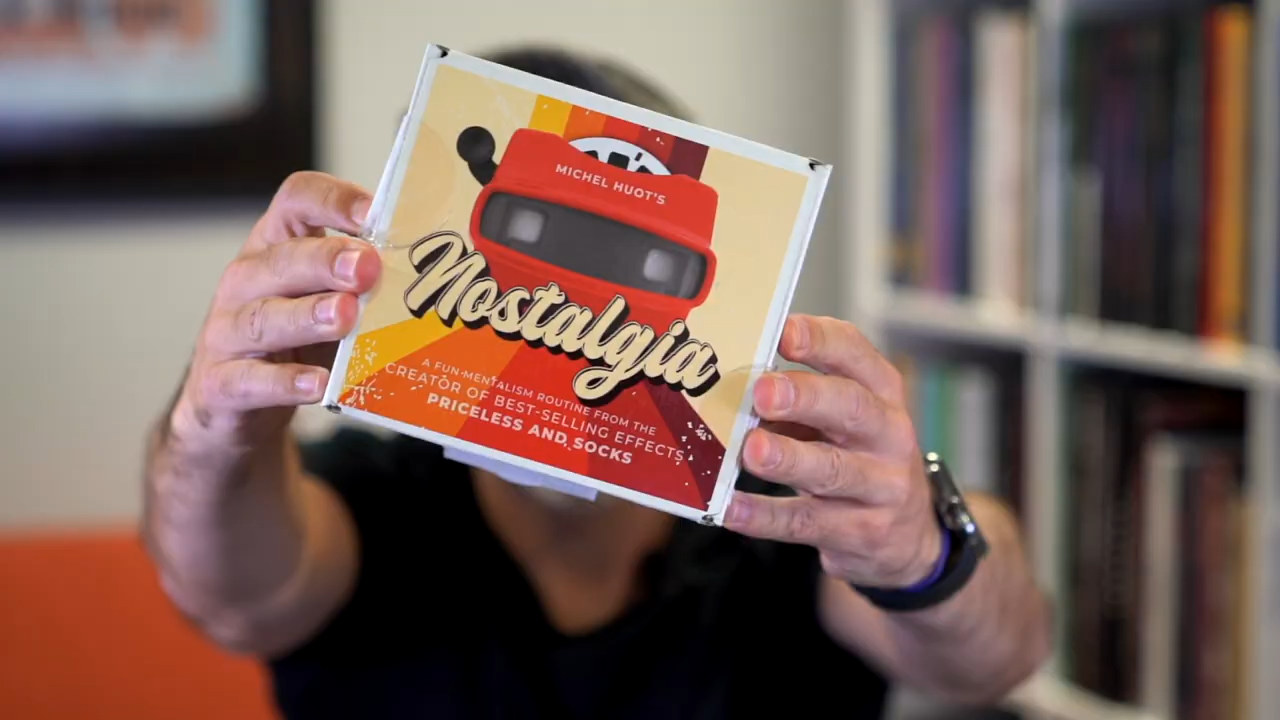 MICHEL HUOT'S
Nostalgia
A FUN MENTALISM ROUTINE FROM THE
CREATOR OF BEST-SELLING EFFECTS
PRICELESS AND SOCKS